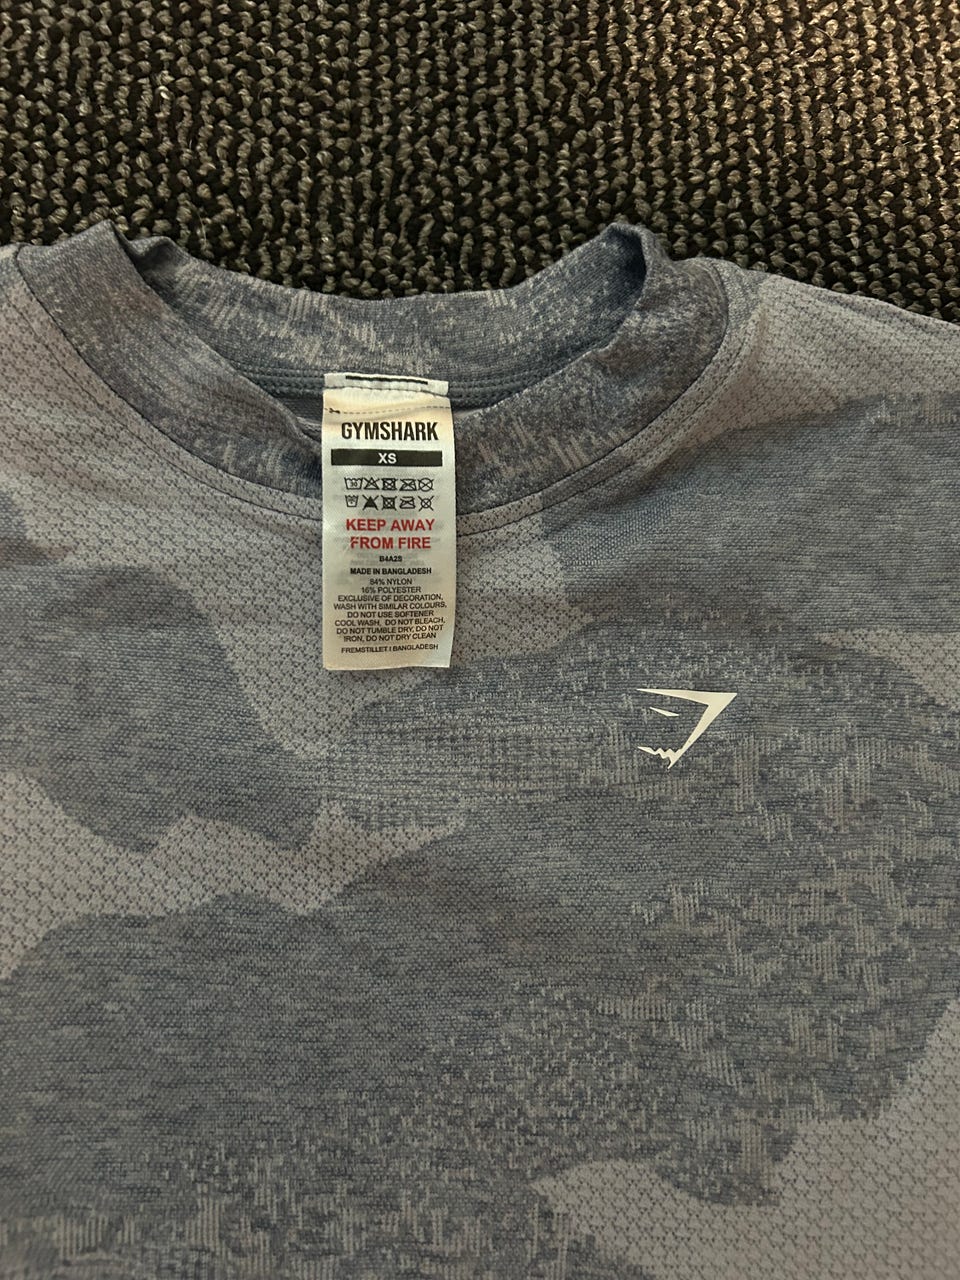 GYMSHARK
XS
30
KEEP AWAY
FROM FIRE
B4A2S
MADE IN BANGLADESH
84% NYLON
16% POLYESTER
EXCLUSIVE OF DECORATION,
WASH WITH SIMILAR COLOURS,
DO NOT USE SOFTENER
COOL WASH, DO NOT BLEACH,
DO NOT TUMBLE DRY, DO NOT
IRON, DO NOT DRY CLEAN
FREMSTILLET I BANGLADESH